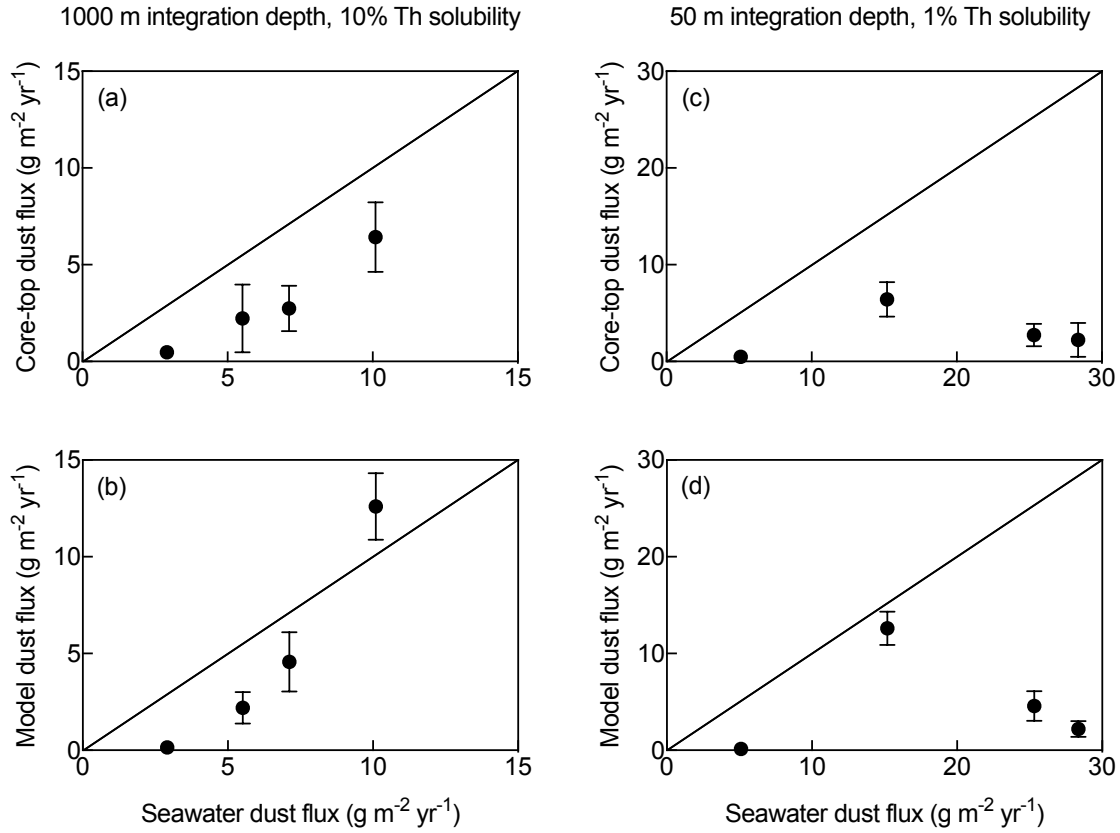 1000 m integration depth, 10% Th solubility
50 m integration depth, 1% Th solubility
(a)
Core-top dust flux (g m⁻² yr⁻¹)
15
10
5
0
0 5 10 15
(c)
Core-top dust flux (g m⁻² yr⁻¹)
30
20
10
0
0 10 20 30
(b)
Model dust flux (g m⁻² yr⁻¹)
15
10
5
0
0 5 10 15
Seawater dust flux (g m⁻² yr⁻¹)
(d)
Model dust flux (g m⁻² yr⁻¹)
30
20
10
0
0 10 20 30
Seawater dust flux (g m⁻² yr⁻¹)